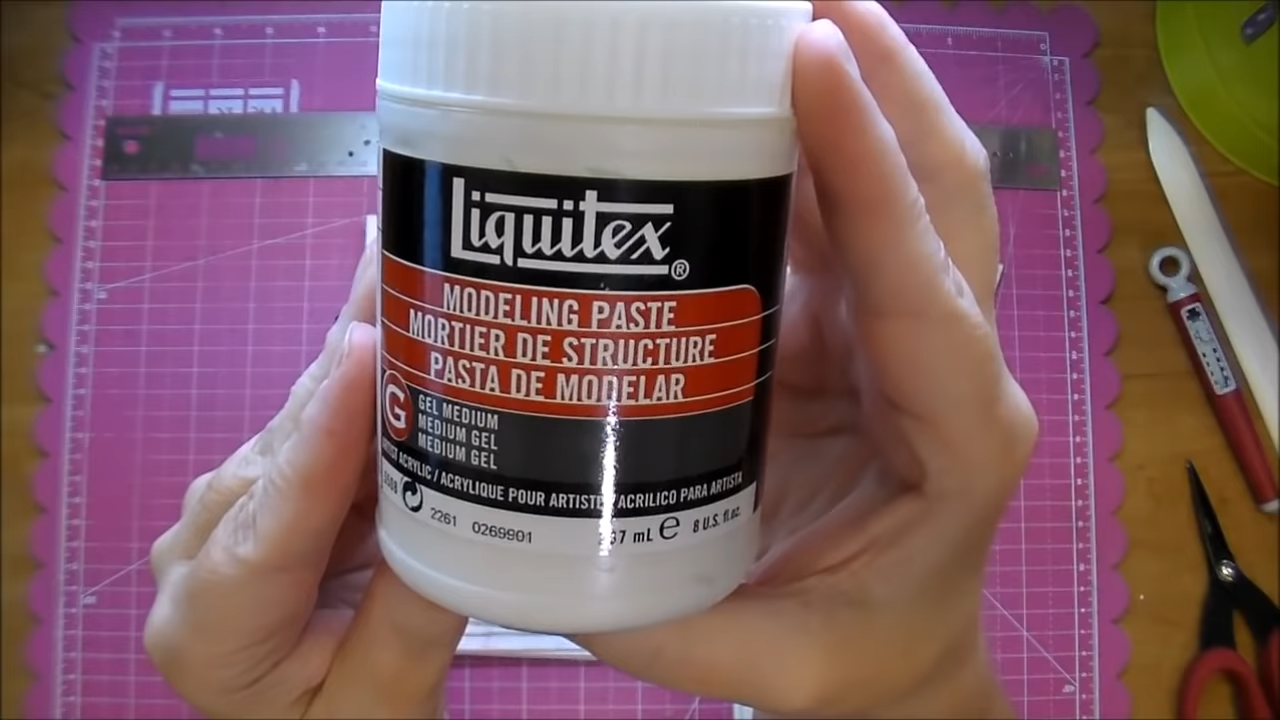 Liquitex®
MODELING PASTE
MORTIER DE STRUCTURE
PASTA DE MODELAR
G
GEL MEDIUM
MEDIUM GEL
MEDIUM GEL
ACRYLIC / ACRYLIQUE POUR ARTISTE / ACRILICO PARA ARTISTA
2261 0269901
mL e 8 U.S. fl.oz.